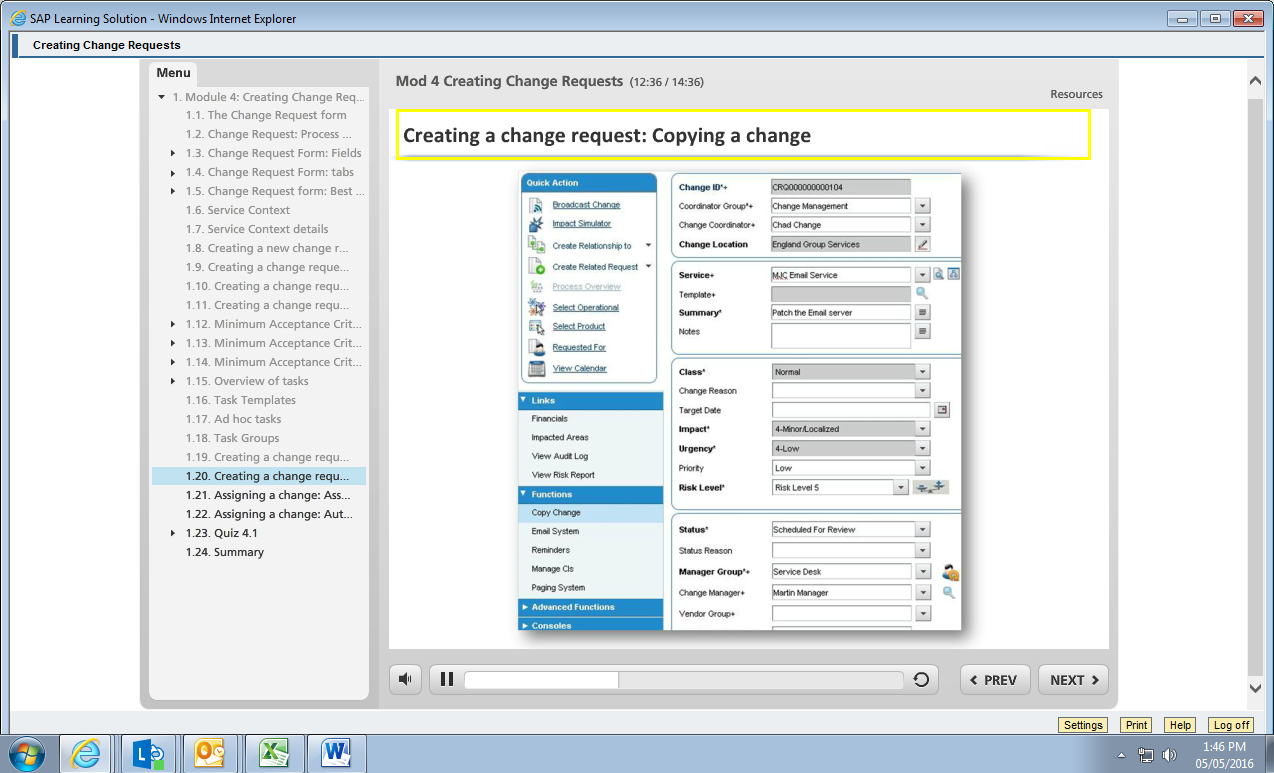 SAP Learning Solution - Windows Internet Explorer
Creating Change Requests
Menu
1. Module 4: Creating Change Req...
1.1. The Change Request form
1.2. Change Request: Process ...
1.3. Change Request Form: Fields
1.4. Change Request Form: tabs
1.5. Change Request form: Best ...
1.6. Service Context
1.7. Service Context details
1.8. Creating a new change r...
1.9. Creating a change reque...
1.10. Creating a change requ...
1.11. Creating a change requ...
1.12. Minimum Acceptance Crit...
1.13. Minimum Acceptance Crit...
1.14. Minimum Acceptance Crit...
1.15. Overview of tasks
1.16. Task Templates
1.17. Ad hoc tasks
1.18. Task Groups
1.19. Creating a change requ...
1.20. Creating a change requ...
1.21. Assigning a change: Ass...
1.22. Assigning a change: Aut...
1.23. Quiz 4.1
1.24. Summary
Mod 4 Creating Change Requests (12:36 / 14:36)
Resources
Creating a change request: Copying a change
Quick Action
Broadcast Change
Impact Simulator
Create Relationship to
Create Related Request
Process Overview
Select Operational
Select Product
Requested For
View Calendar
Links
Financials
Impacted Areas
View Audit Log
View Risk Report
Functions
Copy Change
Email System
Reminders
Manage CIs
Paging System
Advanced Functions
Consoles
Change ID*+ CRQ000000000104
Coordinator Group*+ Change Management
Change Coordinator+ Chad Change
Change Location England Group Services
Service+ MJC Email Service
Template+
Summary* Patch the Email server
Notes
Class* Normal
Change Reason
Target Date
Impact* 4-Minor/Localized
Urgency* 4-Low
Priority Low
Risk Level* Risk Level 5
Status* Scheduled For Review
Status Reason
Manager Group*+ Service Desk
Change Manager+ Martin Manager
Vendor Group+
PREV
NEXT
Settings Print Help Log off
1:46 PM
05/05/2016